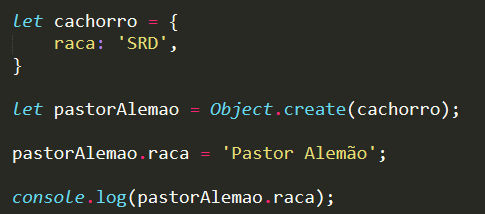 let cachorro = {
    raca: 'SRD',
}
let pastorAlemao = Object.create(cachorro);
pastorAlemao.raca = 'Pastor Alemão';
console.log(pastorAlemao.raca);